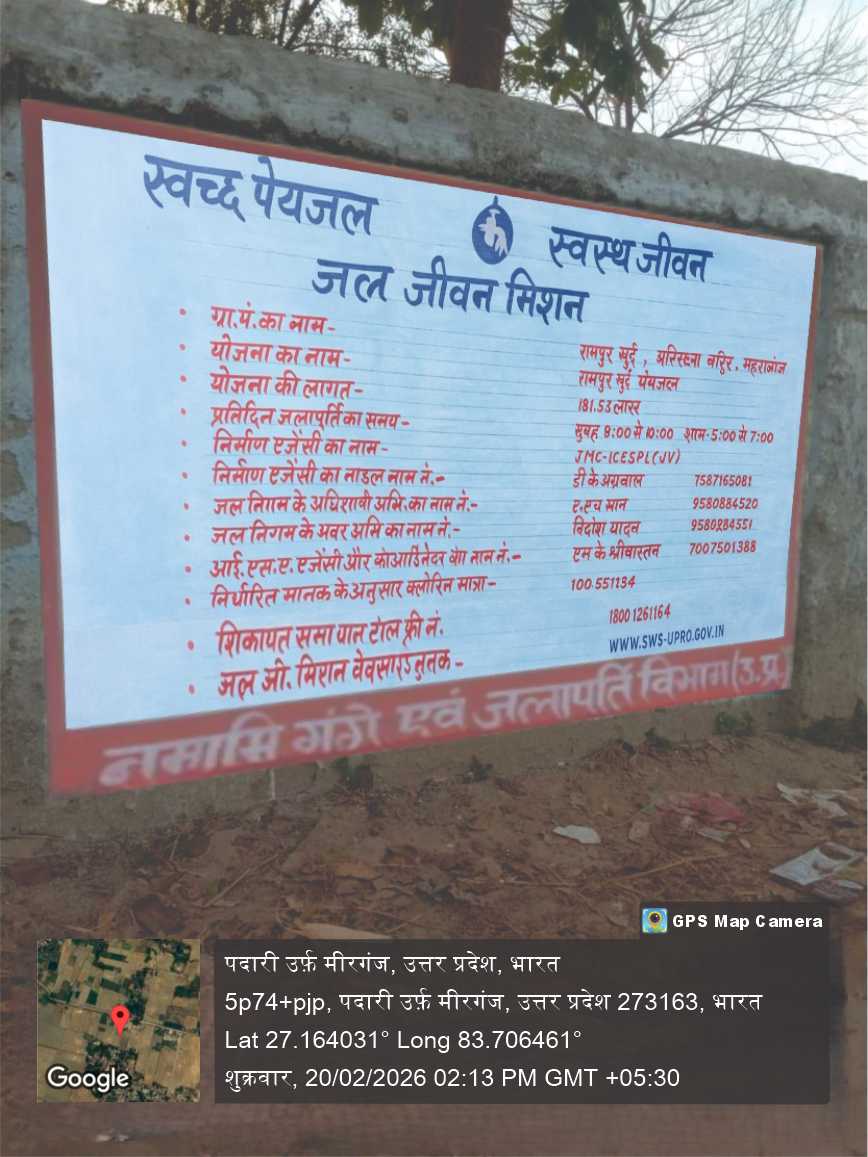 स्वच्छ पेयजल स्वस्थ जीवन
जल जीवन मिशन
• ग्रा.पं.का नाम- रामपुर खुर्द , महराजगंज
• योजना का नाम- रामपुर खुर्द पेयजल
• योजना की लागत- 181.53 लाख
• प्रतिदिन जलापूर्ति का समय- सुबह 8:00 से 10:00 शाम-5:00 से 7:00
• निर्माण एजेंसी का नाम- JMC-ICESPL(JV)
• निर्माण एजेंसी का नाडल नाम नं.- डी के अग्रवाल 7587165081
• जल निगम के अधिशाषी अभि.का नाम नं.- ए.एच मान 9580884520
• जल निगम के अवर अभि का नाम नं.- यादव 9580884551
• आई.एस.ए.एजेंसी और कोआर्डिनेटर का नाम नं.- एम के श्रीवास्तव 7007501388
• निर्धारित मानक के अनुसार क्लोरिन मात्रा- 100.551134
• शिकायत समा पान टोल फ्री नं. 1800 1261164
• जल जी. मिशन WWW.SWS-UPRO.GOV.IN
नमामि गंगे एवं जलापूर्ति विभाग (उ.प्र.)
GPS Map Camera
पदारी उर्फ़ मीरगंज, उत्तर प्रदेश, भारत
5p74+pjp, पदारी उर्फ़ मीरगंज, उत्तर प्रदेश 273163, भारत
Lat 27.164031° Long 83.706461°
शुक्रवार, 20/02/2026 02:13 PM GMT +05:30
Google